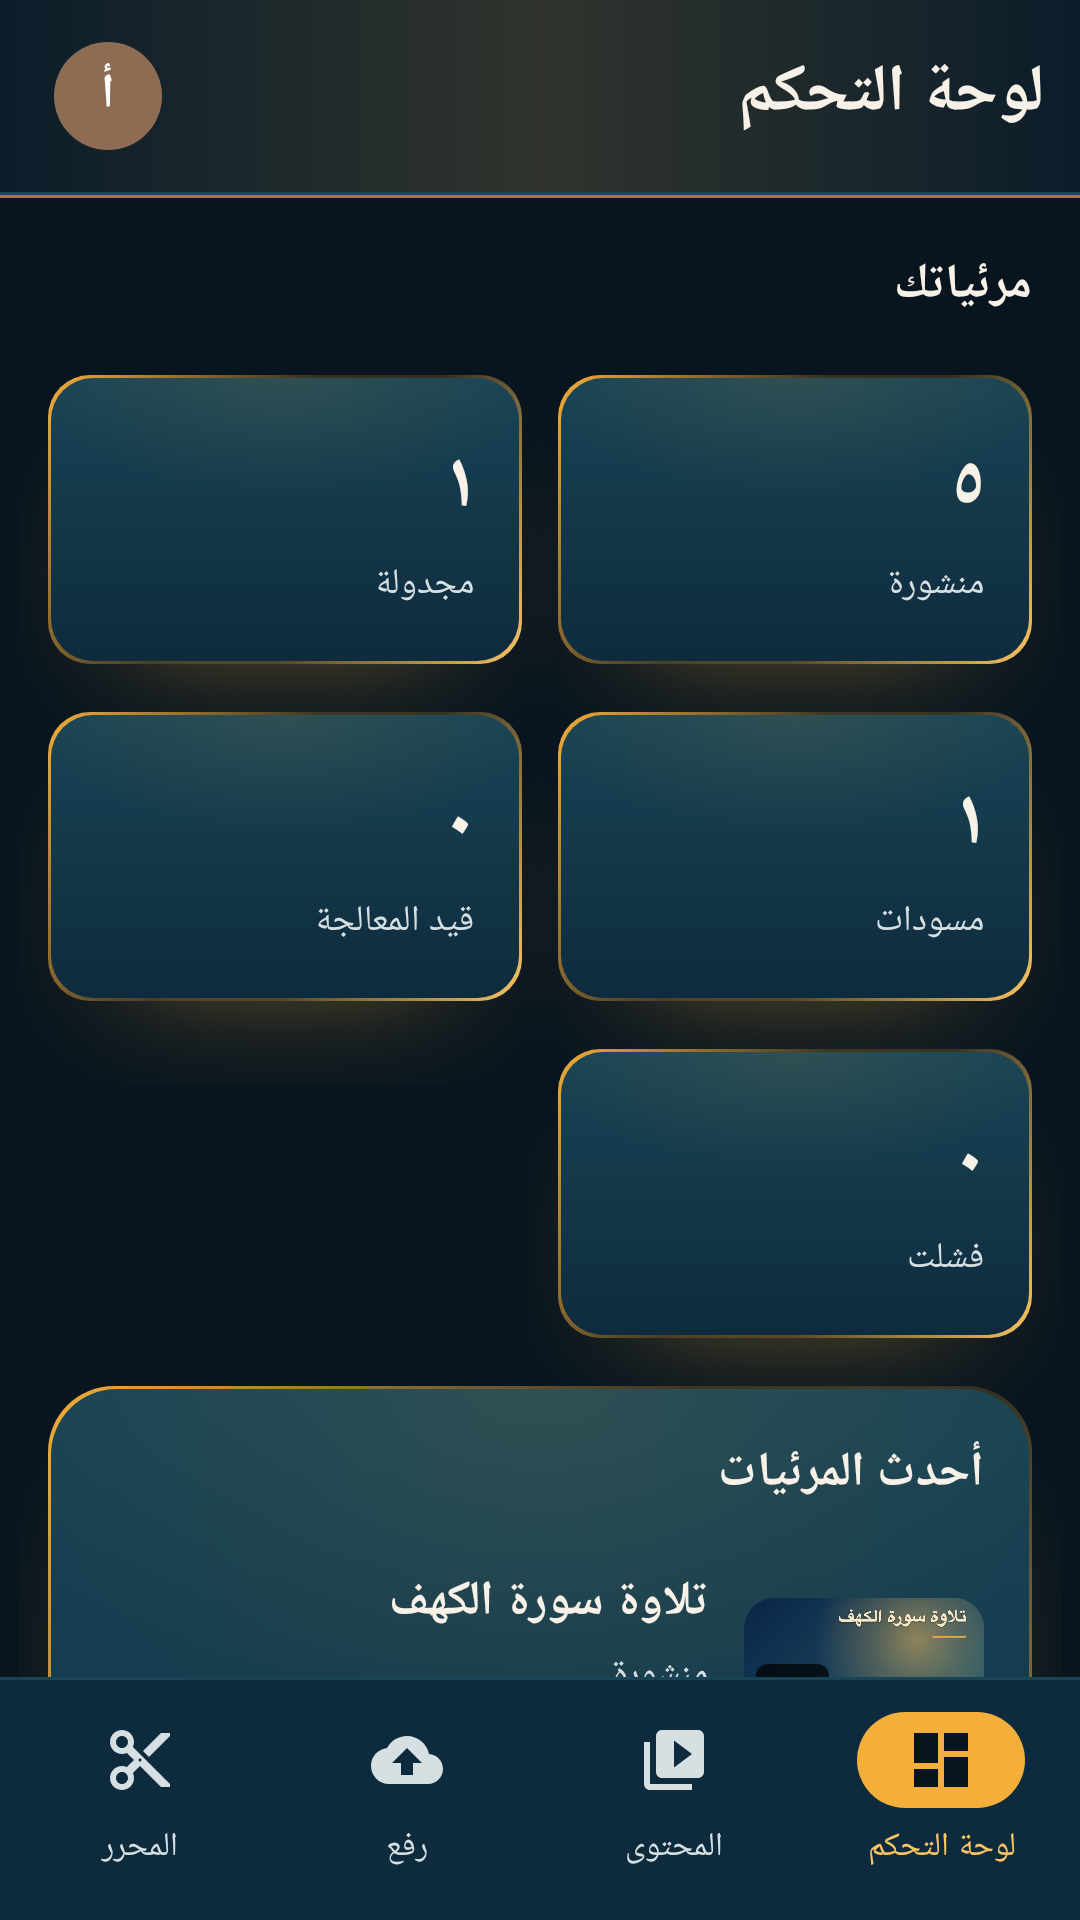 لوحة التحكم
أ
مرئياتك
٥
منشورة
١
مجدولة
١
مسودات
٠
قيد المعالجة
٠
فشلت
أحدث المرئيات
تلاوة سورة الكهف
تلاوة سورة الكهف
منشورة
لوحة التحكم
المحتوى
رفع
المحرر